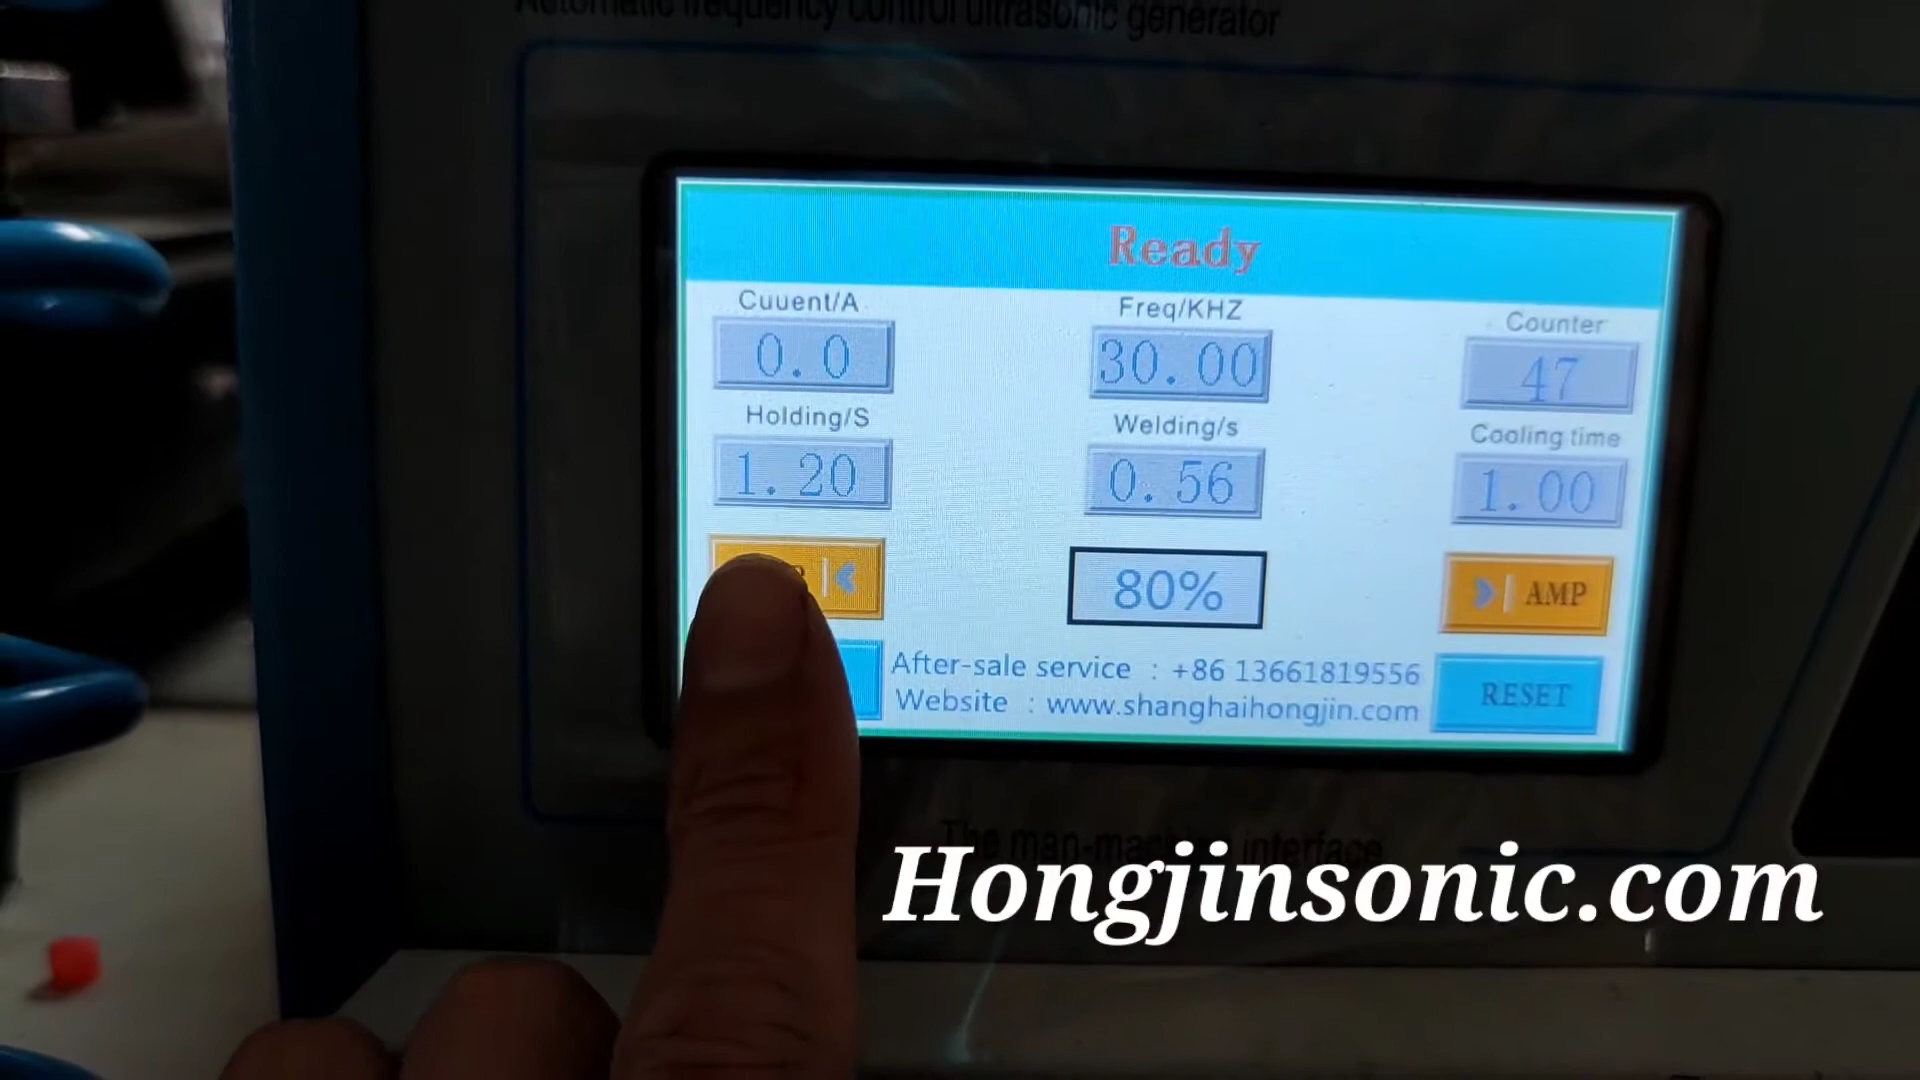 Automatic frequency control ultrasonic generator
Ready
Cuuent/A
Freq/KHZ
Counter
0.0
30.00
47
Holding/S
Welding/s
Cooling time
1.20
0.56
1.00
80%
AMP
After-sale service : +86 13661819556
Website : www.shanghaihongjin.com
RESET
The man-machine interface
Hongjinsonic.com